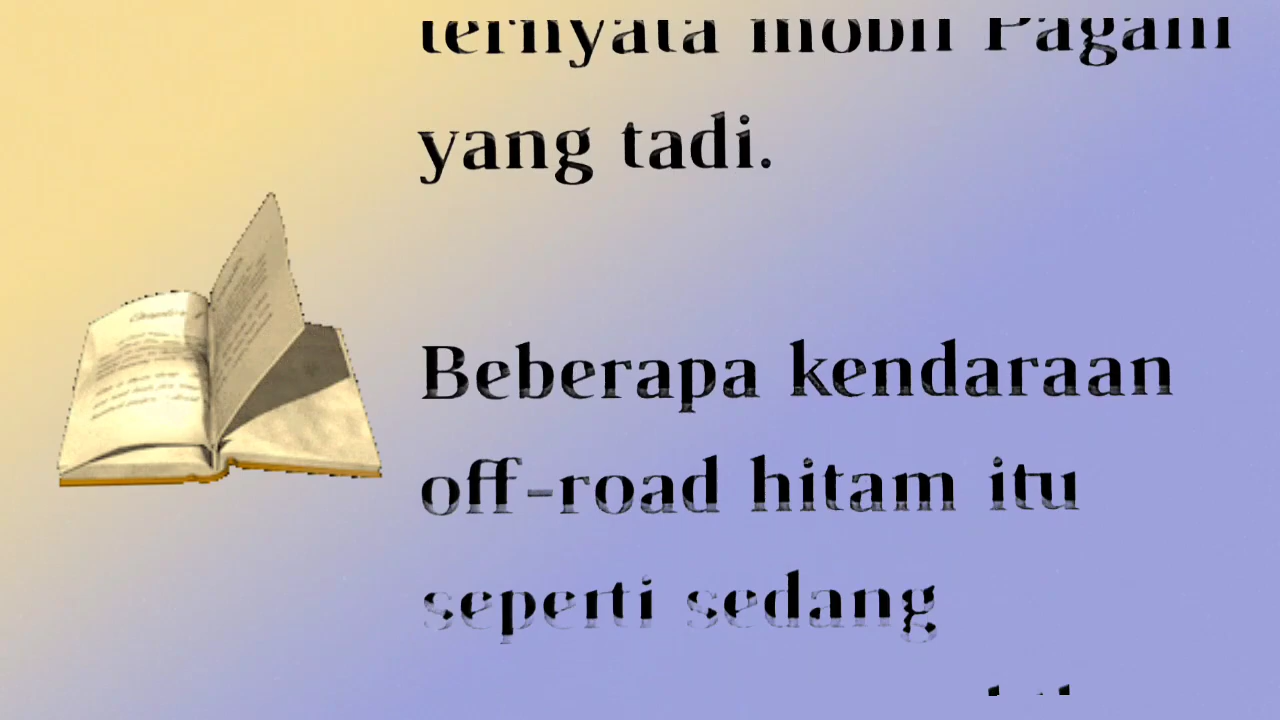 ternyata mobil Pagani
yang tadi.
Beberapa kendaraan
off-road hitam itu
seperti sedang